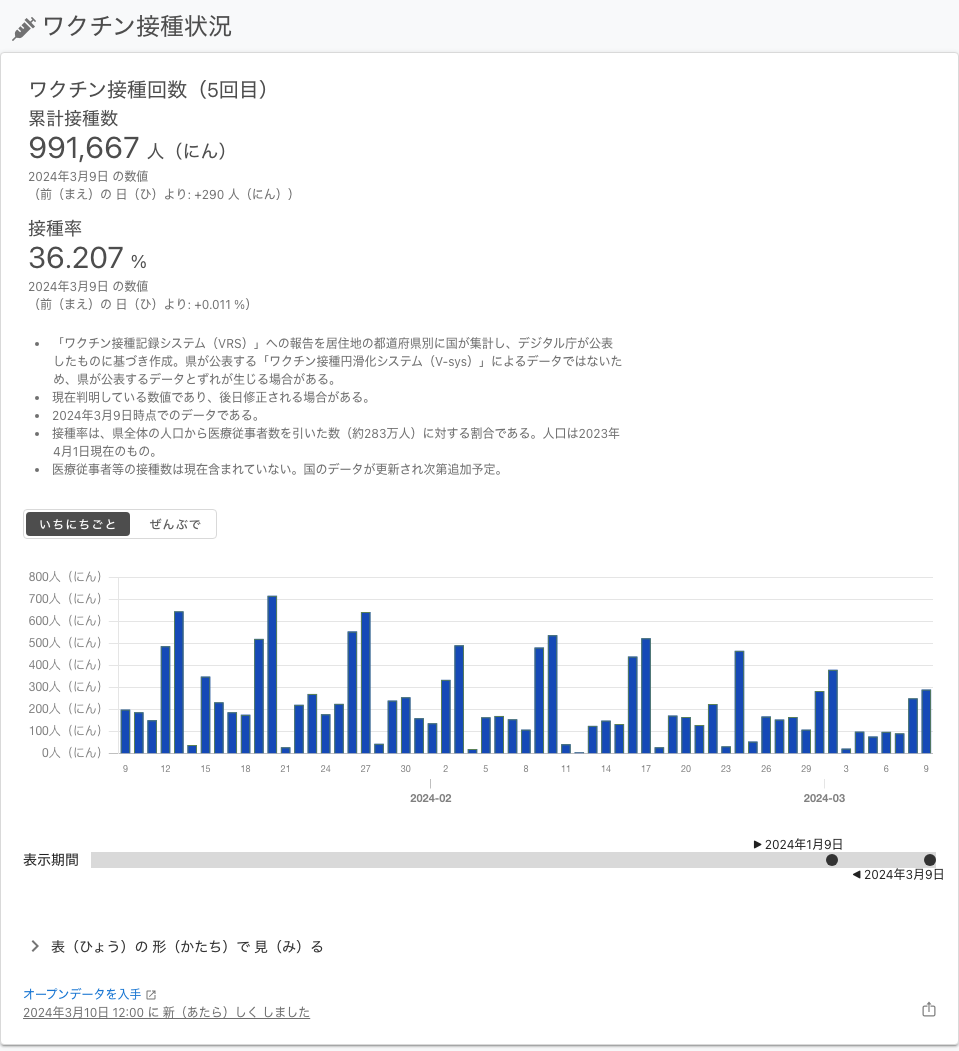 ワクチン接種状況
ワクチン接種回数（5回目）
累計接種数
991,667 人（にん）
2024年3月9日 の数値
（前（まえ）の 日（ひ）より: +290 人（にん））
接種率
36.207 %
2024年3月9日 の数値
（前（まえ）の 日（ひ）より: +0.011 %）
• 「ワクチン接種記録システム（VRS）」への報告を居住地の都道府県別に国が集計し、デジタル庁が公表
したものに基づき作成。県が公表する「ワクチン接種円滑化システム（V-sys）」によるデータではないた
め、県が公表するデータとずれが生じる場合がある。
• 現在判明している数値であり、後日修正される場合がある。
• 2024年3月9日時点でのデータである。
• 接種率は、県全体の人口から医療従事者数を引いた数（約283万人）に対する割合である。人口は2023年
4月1日現在のもの。
• 医療従事者等の接種数は現在含まれていない。国のデータが更新され次第追加予定。
いちにちごと ぜんぶで
800人（にん）
700人（にん）
600人（にん）
500人（にん）
400人（にん）
300人（にん）
200人（にん）
100人（にん）
0人（にん）
9 12 15 18 21 24 27 30 2 5 8 11 14 17 20 23 26 29 3 6 9
2024-02 2024-03
▶ 2024年1月9日
表示期間
◀ 2024年3月9日
表（ひょう）の 形（かたち）で 見（み）る
オープンデータを入手
2024年3月10日 12:00 に 新（あたら）しく しました